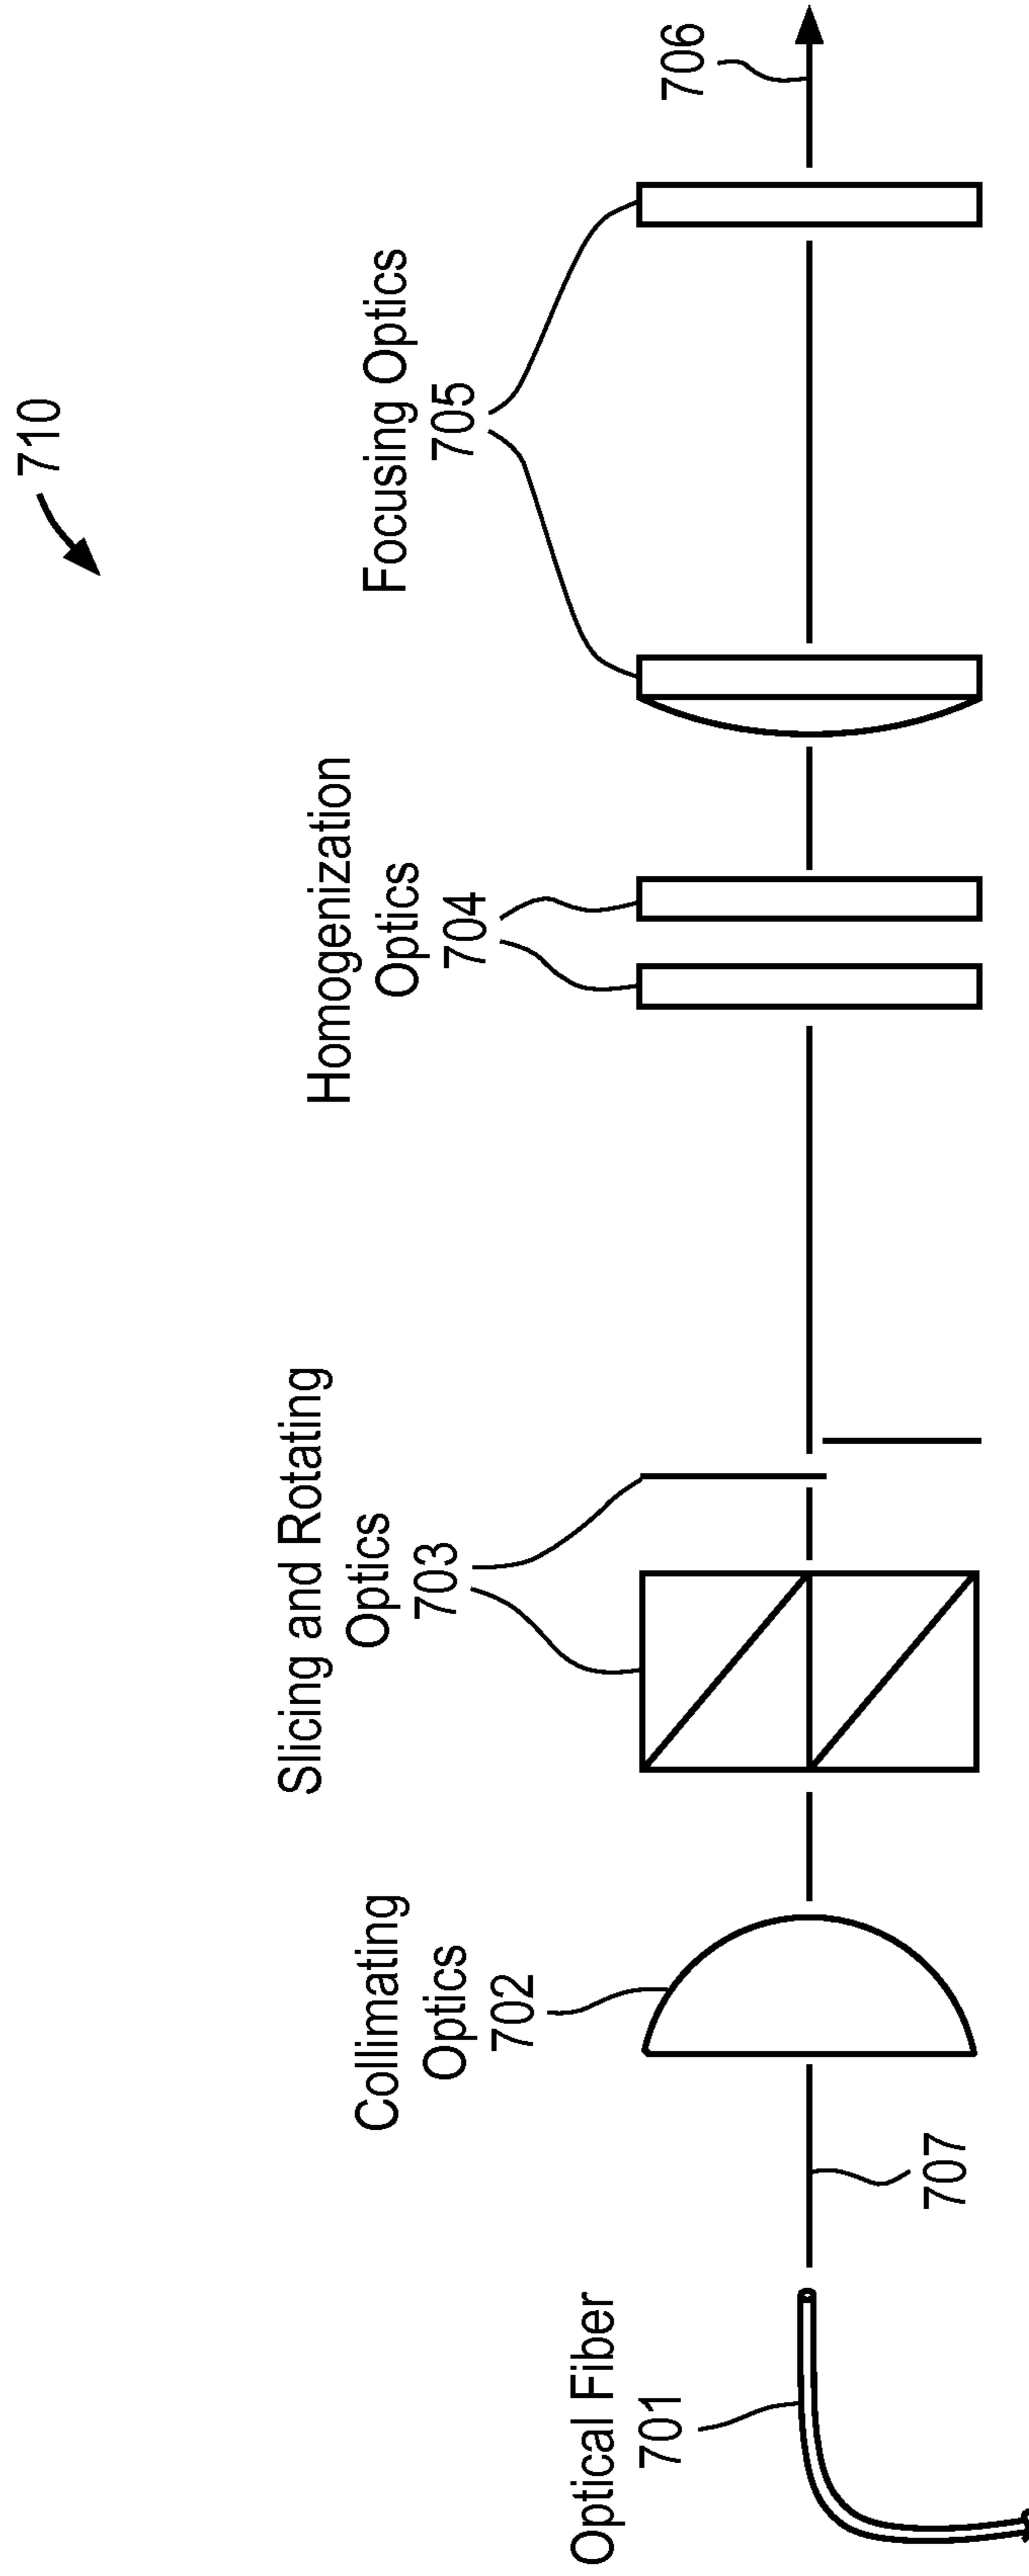 710
Optical Fiber
701
707
Collimating
Optics
702
Slicing and Rotating
Optics
703
Homogenization
Optics
704
Focusing Optics
705
706